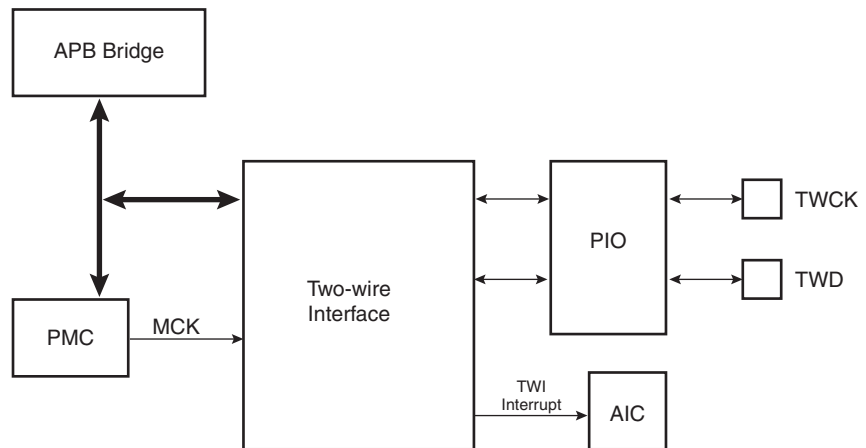 APB Bridge
TWCK
PIO
TWD
Two-wire
Interface
MCK
PMC
TWI
Interrupt
AIC